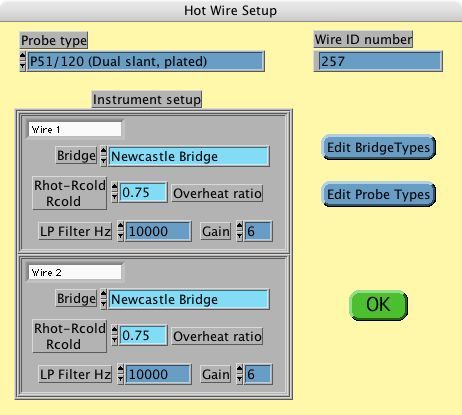 Hot Wire Setup
Probe type
P51/120 (Dual slant, plated)
Wire ID number
257
Instrument setup
Wire 1
Bridge Newcastle Bridge
Rhot-Rcold
Rcold
0.75 Overheat ratio
LP Filter Hz 10000 Gain 6
Wire 2
Bridge Newcastle Bridge
Rhot-Rcold
Rcold
0.75 Overheat ratio
LP Filter Hz 10000 Gain 6
Edit BridgeTypes
Edit Probe Types
OK